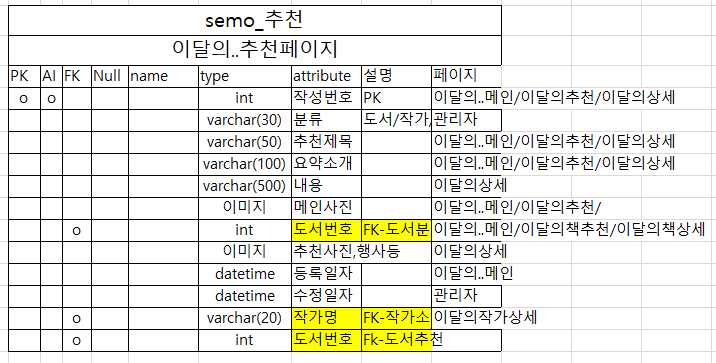 semo_추천
이달의..추천페이지
PK AI FK Null name type attribute 설명 페이지
o o int 작성번호 PK 이달의..메인/이달의추천/이달의상세
varchar(30) 분류 도서/작가, 관리자
varchar(50) 추천제목 이달의..메인/이달의추천/이달의상세
varchar(100) 요약소개 이달의..메인/이달의추천/이달의상세
varchar(500) 내용 이달의상세
이미지 메인사진 이달의..메인/이달의추천/
o int 도서번호 FK-도서분 이달의..메인/이달의책추천/이달의책상세
이미지 추천사진,행사등 이달의상세
datetime 등록일자 이달의..메인
datetime 수정일자 관리자
o varchar(20) 작가명 FK-작가소 이달의작가상세
o int 도서번호 Fk-도서추천